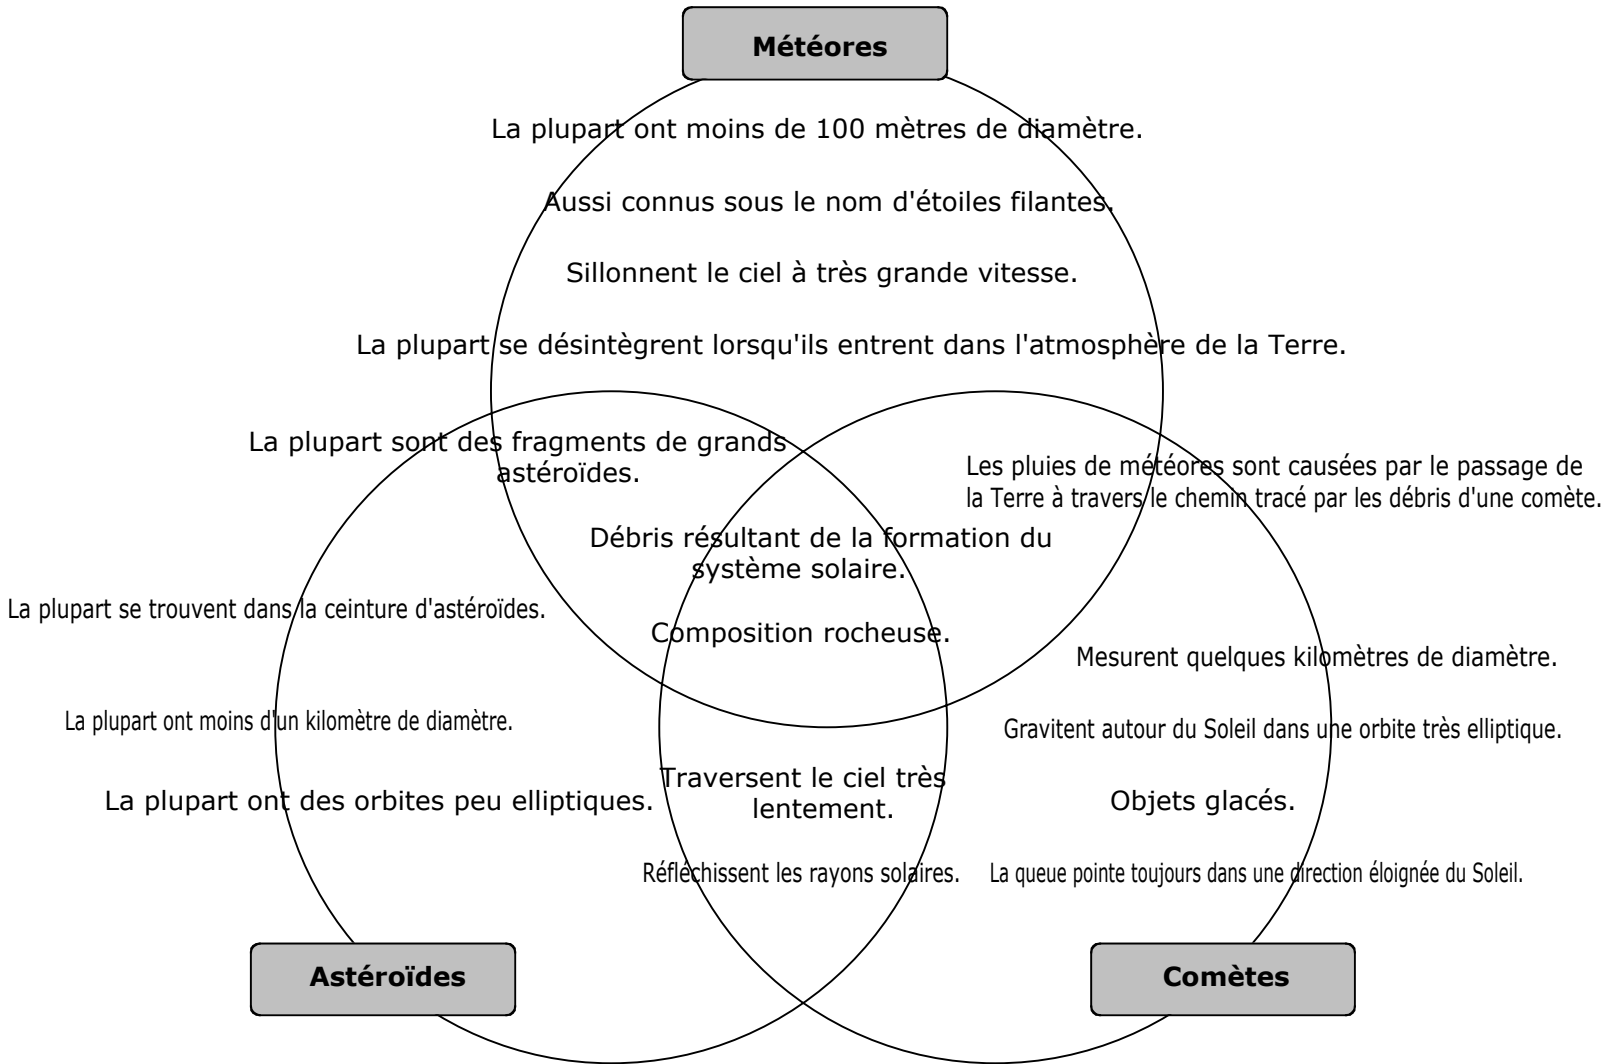 Météores
La plupart ont moins de 100 mètres de diamètre.
Aussi connus sous le nom d'étoiles filantes.
Sillonnent le ciel à très grande vitesse.
La plupart se désintègrent lorsqu'ils entrent dans l'atmosphère de la Terre.
La plupart sont des fragments de grands
astéroïdes.
Les pluies de météores sont causées par le passage de
la Terre à travers le chemin tracé par les débris d'une comète.
Débris résultant de la formation du
système solaire.
La plupart se trouvent dans la ceinture d'astéroïdes.
Composition rocheuse.
Mesurent quelques kilomètres de diamètre.
La plupart ont moins d'un kilomètre de diamètre.
Gravitent autour du Soleil dans une orbite très elliptique.
Traversent le ciel très
lentement.
La plupart ont des orbites peu elliptiques.
Objets glacés.
Réfléchissent les rayons solaires.
La queue pointe toujours dans une direction éloignée du Soleil.
Astéroïdes
Comètes